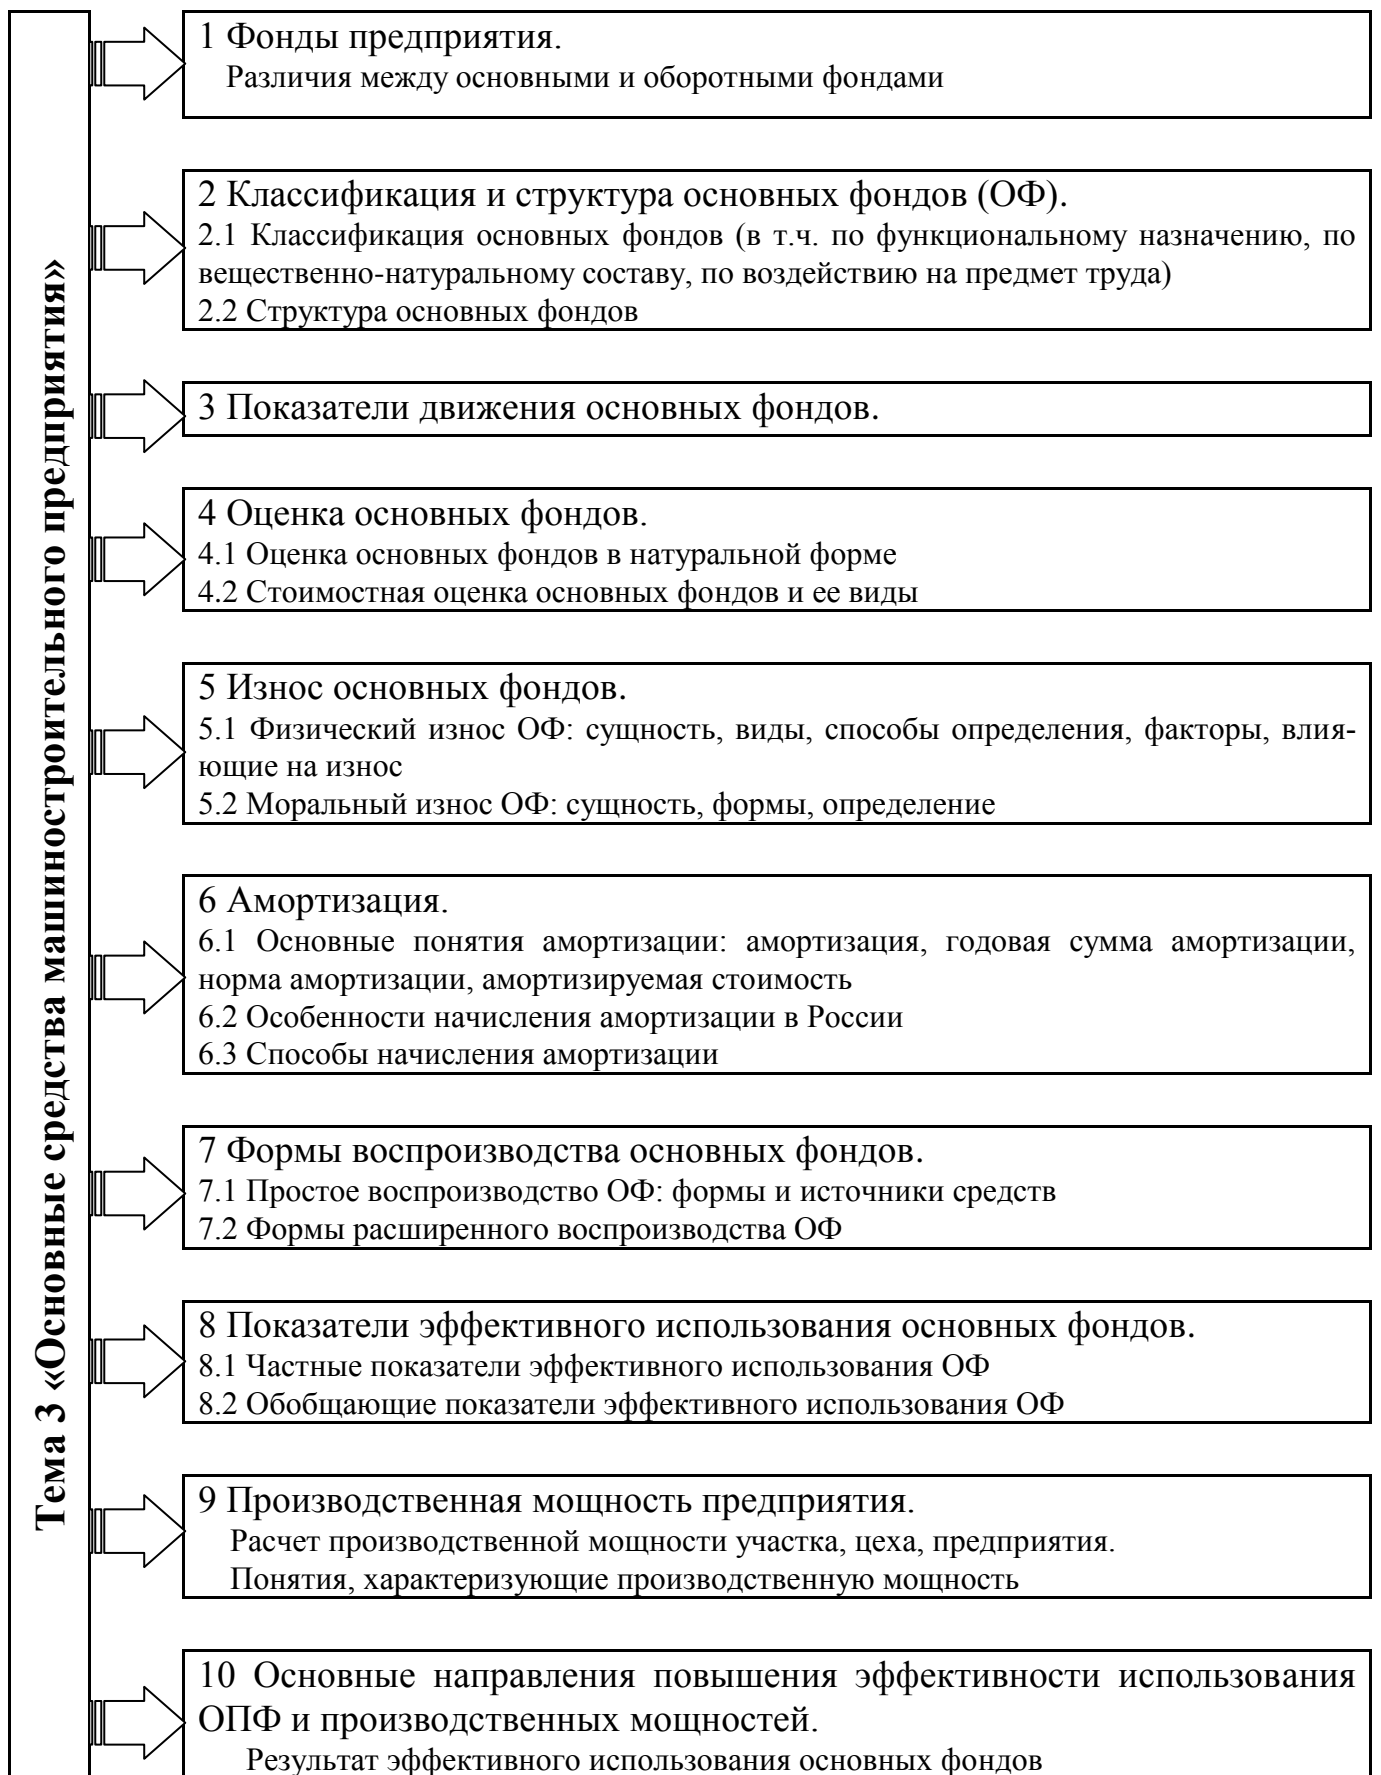 Тема 3 «Основные средства машиностроительного предприятия»
1 Фонды предприятия.
Различия между основными и оборотными фондами
2 Классификация и структура основных фондов (ОФ).
2.1 Классификация основных фондов (в т.ч. по функциональному назначению, по
вещественно-натуральному составу, по воздействию на предмет труда)
2.2 Структура основных фондов
3 Показатели движения основных фондов.
4 Оценка основных фондов.
4.1 Оценка основных фондов в натуральной форме
4.2 Стоимостная оценка основных фондов и ее виды
5 Износ основных фондов.
5.1 Физический износ ОФ: сущность, виды, способы определения, факторы, влия-
ющие на износ
5.2 Моральный износ ОФ: сущность, формы, определение
6 Амортизация.
6.1 Основные понятия амортизации: амортизация, годовая сумма амортизации,
норма амортизации, амортизируемая стоимость
6.2 Особенности начисления амортизации в России
6.3 Способы начисления амортизации
7 Формы воспроизводства основных фондов.
7.1 Простое воспроизводство ОФ: формы и источники средств
7.2 Формы расширенного воспроизводства ОФ
8 Показатели эффективного использования основных фондов.
8.1 Частные показатели эффективного использования ОФ
8.2 Обобщающие показатели эффективного использования ОФ
9 Производственная мощность предприятия.
Расчет производственной мощности участка, цеха, предприятия.
Понятия, характеризующие производственную мощность
10 Основные направления повышения эффективности использования
ОПФ и производственных мощностей.
Результат эффективного использования основных фондов